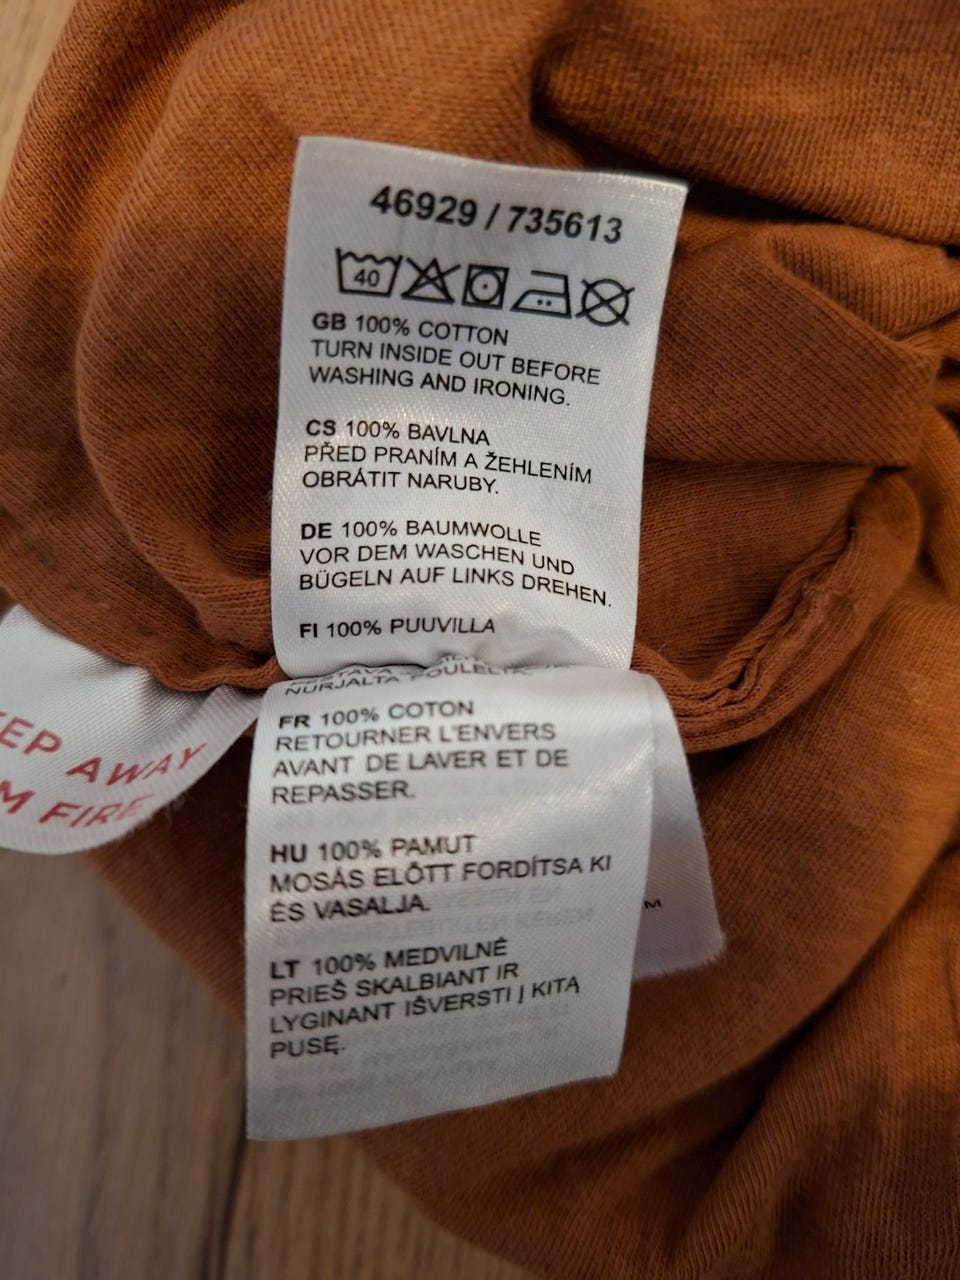 46929 / 735613
40
GB 100% COTTON
TURN INSIDE OUT BEFORE
WASHING AND IRONING.
CS 100% BAVLNA
PŘED PRANÍM A ŽEHLENÍM
OBRÁTIT NARUBY.
DE 100% BAUMWOLLE
VOR DEM WASCHEN UND
BÜGELN AUF LINKS DREHEN.
FI 100% PUUVILLA
NURJALTA
FR 100% COTON
RETOURNER L'ENVERS
AVANT DE LAVER ET DE
REPASSER.
HU 100% PAMUT
MOSÁS ELŐTT FORDÍTSA KI
ÉS VASALJA.
LT 100% MEDVILNĖ
PRIEŠ SKALBIANT IR
LYGINANT IŠVERSTI Į KITĄ
PUSĘ.
AWAY
FIRE
M